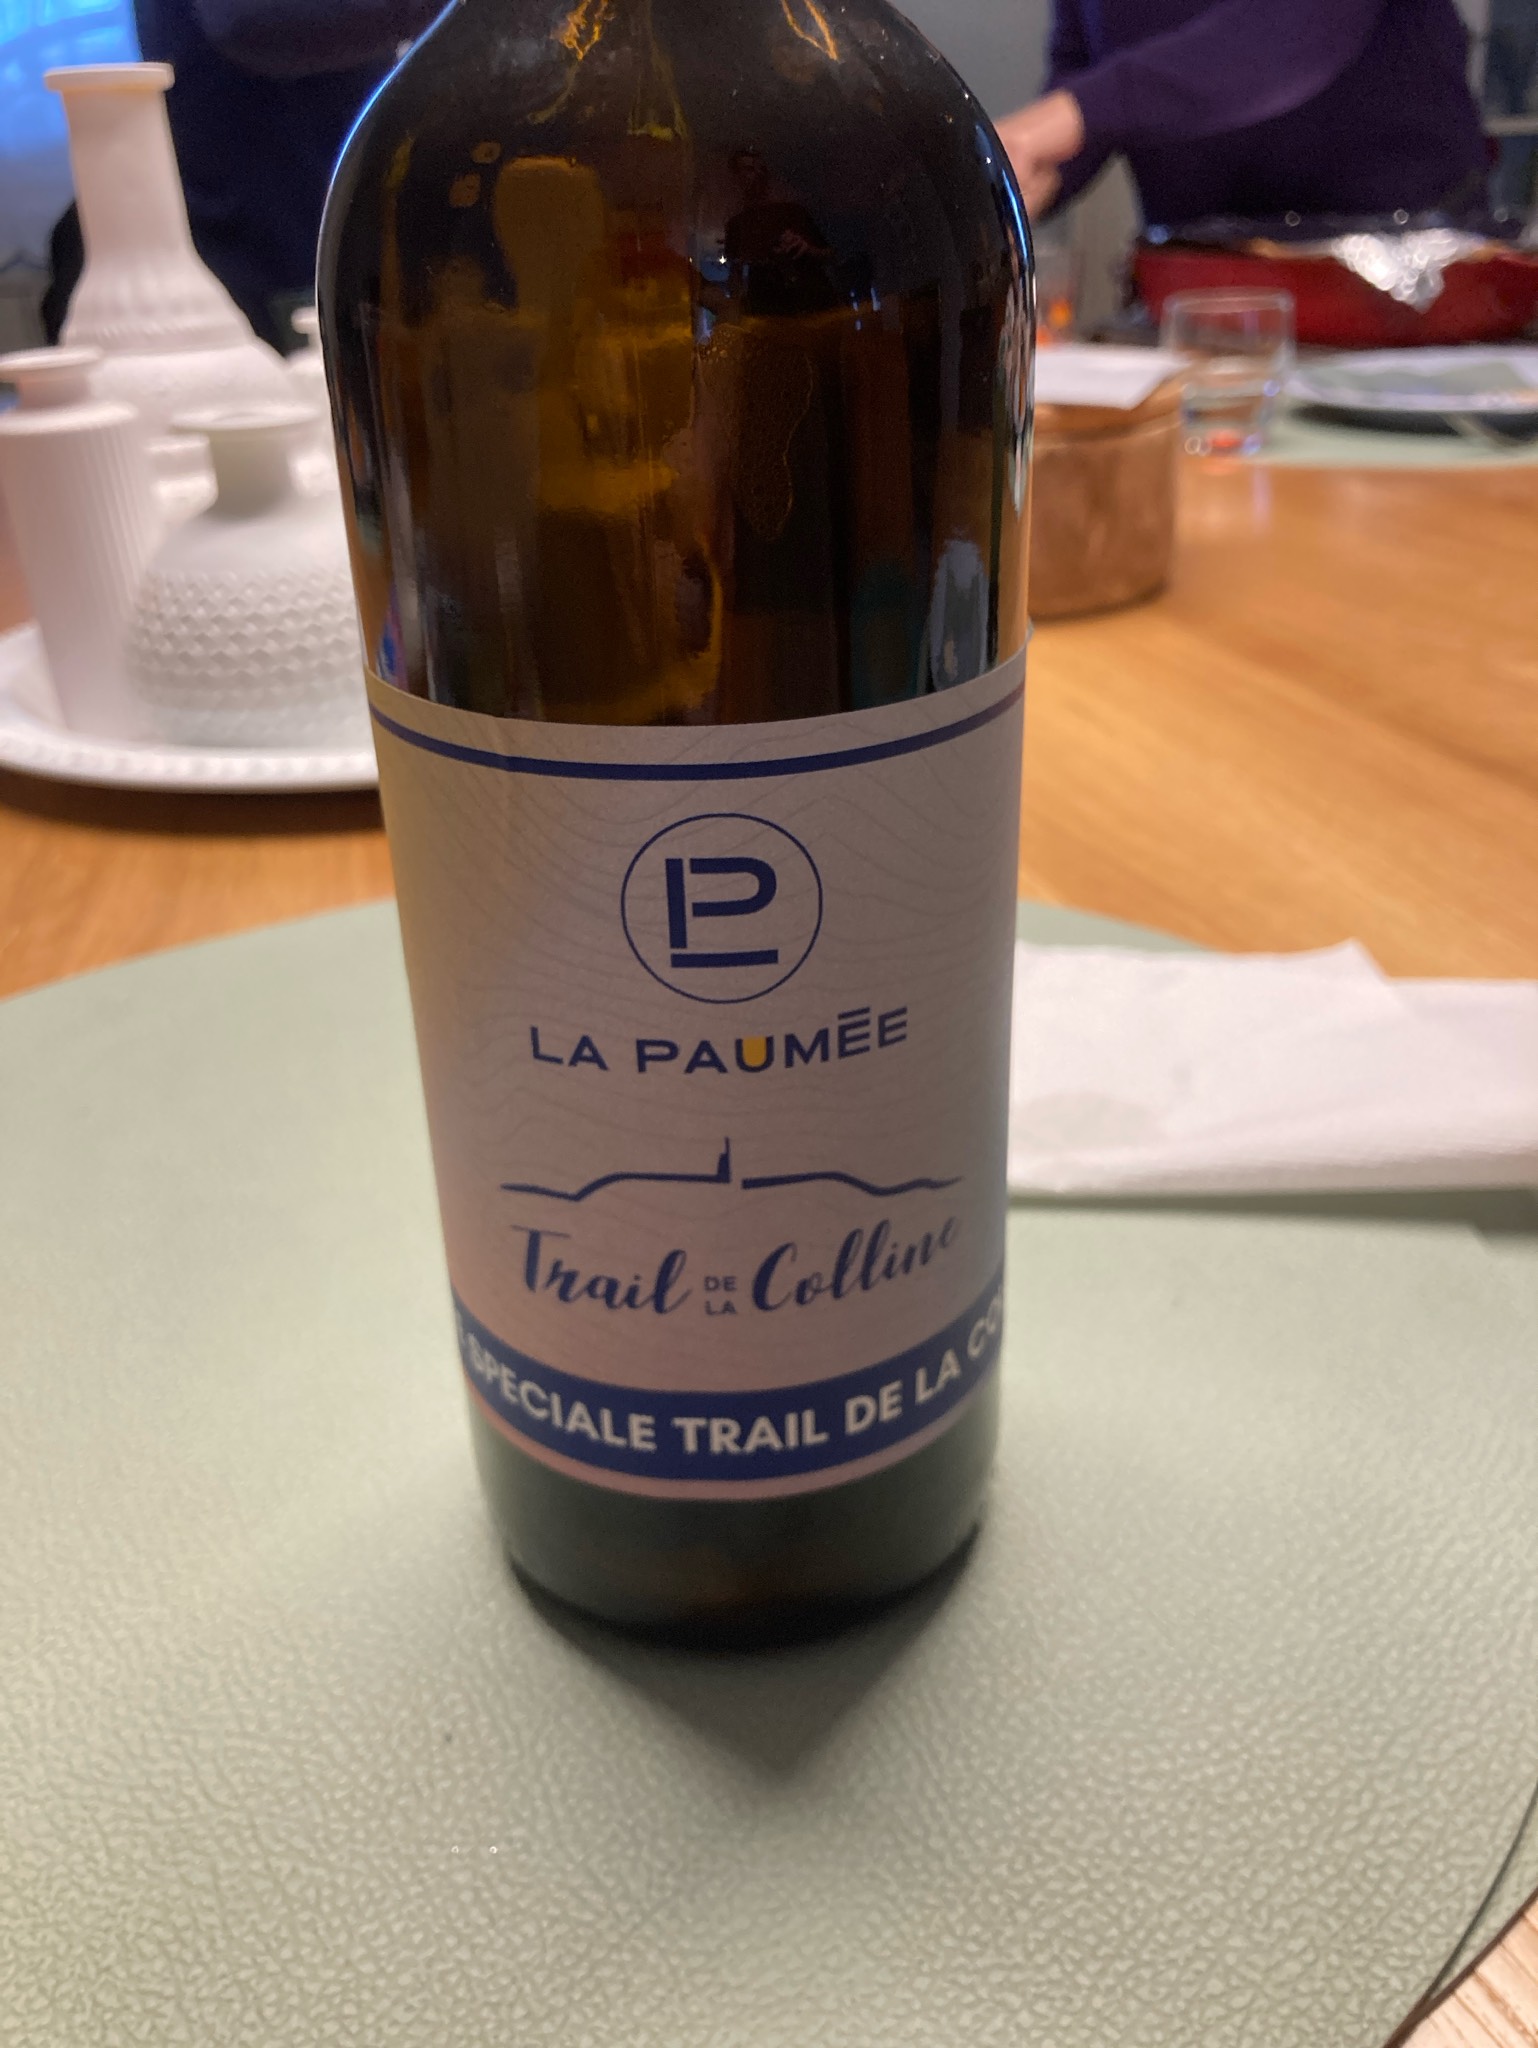 LP
LA PAUMÉE
Trail DE LA Colline
SPECIALE TRAIL DE LA